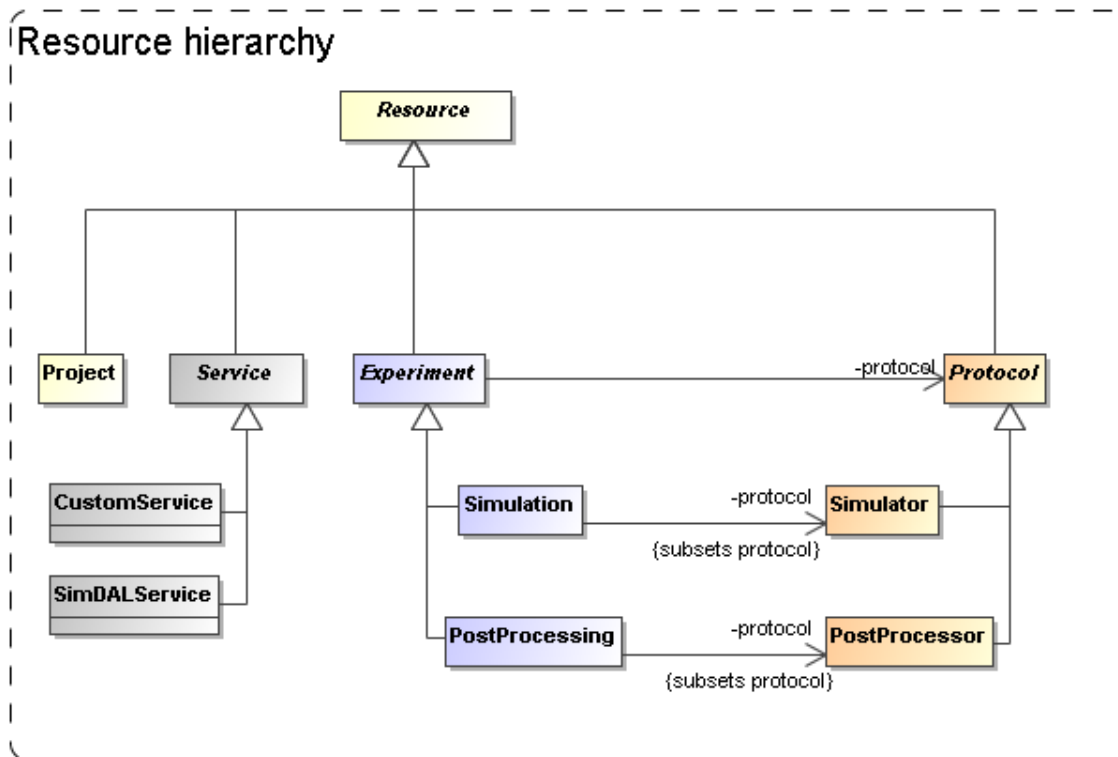 Resource hierarchy
Resource
Project
Service
Experiment
-protocol
Protocol
CustomService
Simulation
-protocol
{subsets protocol}
Simulator
SimDALService
PostProcessing
-protocol
{subsets protocol}
PostProcessor